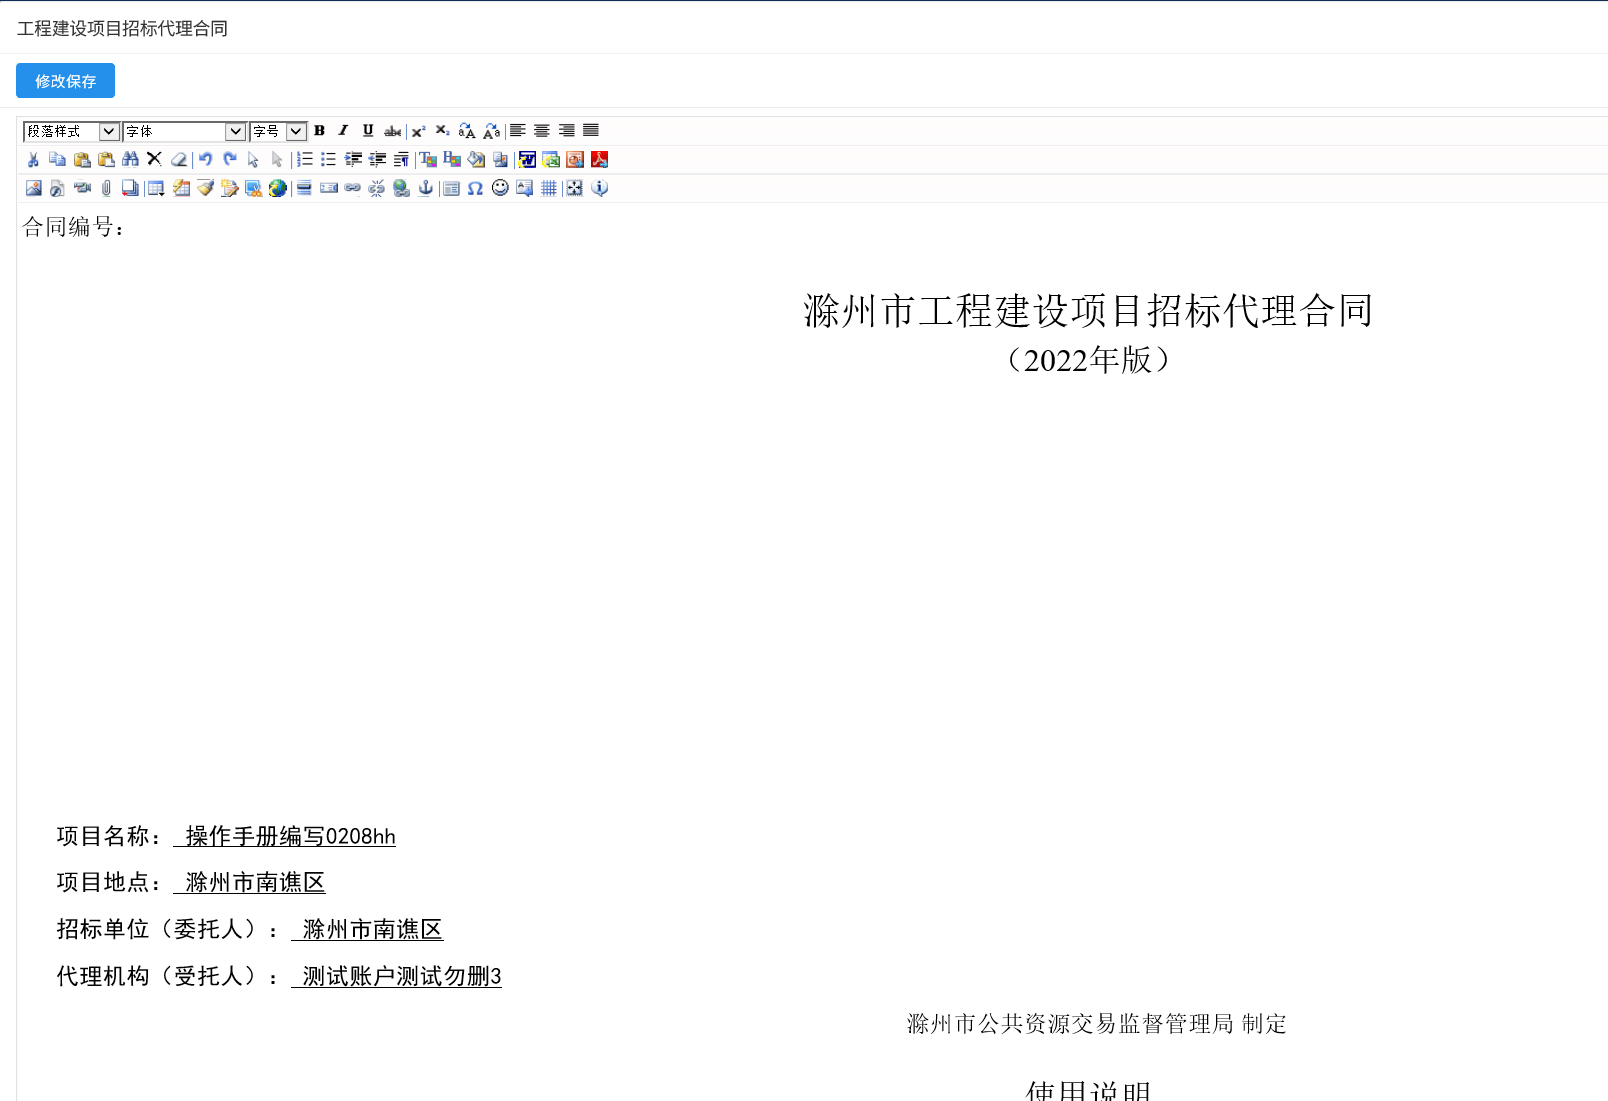 工程建设项目招标代理合同
修改保存
段落样式 字体 字号
合同编号：
滁州市工程建设项目招标代理合同
（2022年版）
项目名称： 操作手册编写0208hh
项目地点： 滁州市南谯区
招标单位（委托人）： 滁州市南谯区
代理机构（受托人）： 测试账户测试勿删3
滁州市公共资源交易监督管理局 制定
使用说明